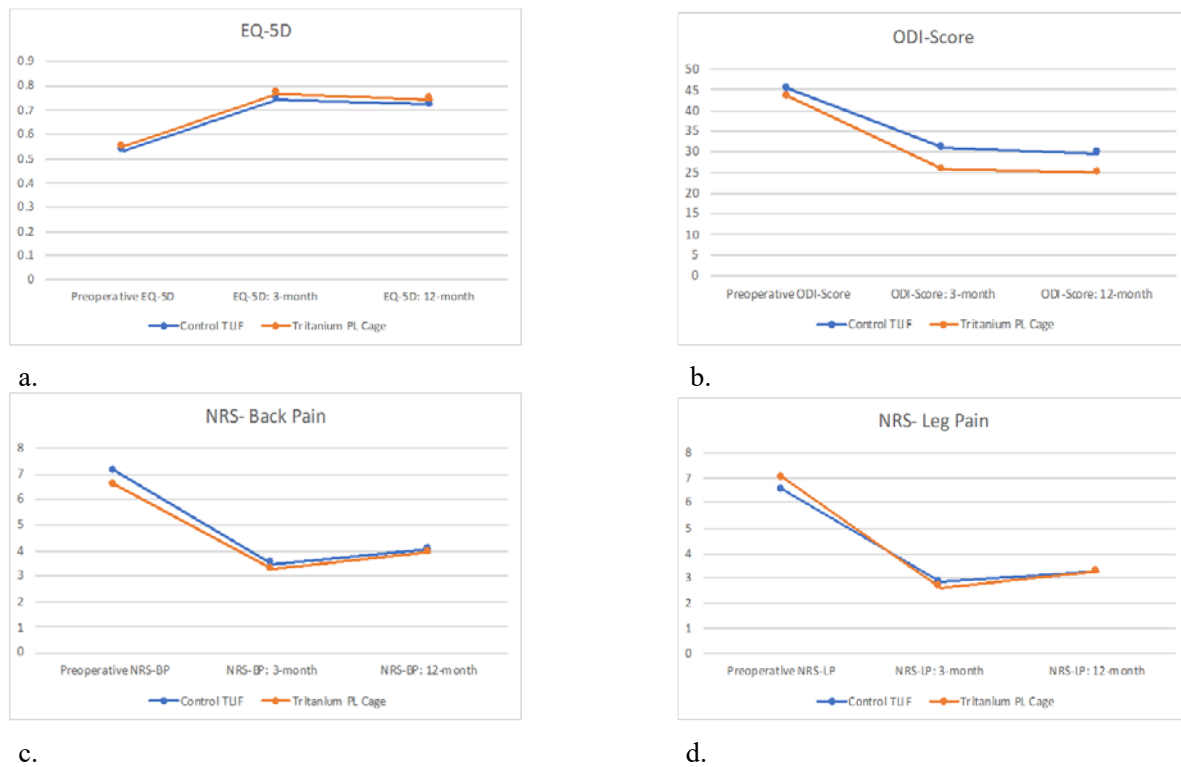 EQ-5D
0.9
0.8
0.7
0.6
0.5
0.4
0.3
0.2
0.1
0
Preoperative EQ-5D EQ-5D: 3-month EQ-5D: 12-month
Control TLIF Tritanium PL Cage
a.
ODI-Score
50
45
40
35
30
25
20
15
10
5
0
Preoperative ODI-Score ODI-Score: 3-month ODI-Score: 12-month
Control TLIF Tritanium PL Cage
b.
NRS- Back Pain
8
7
6
5
4
3
2
1
0
Preoperative NRS-BP NRS-BP: 3-month NRS-BP: 12-month
Control TLIF Tritanium PL Cage
c.
NRS- Leg Pain
8
7
6
5
4
3
2
1
0
Preoperative NRS-LP NRS-LP: 3-month NRS-LP: 12-month
Control TLIF Tritanium PL Cage
d.